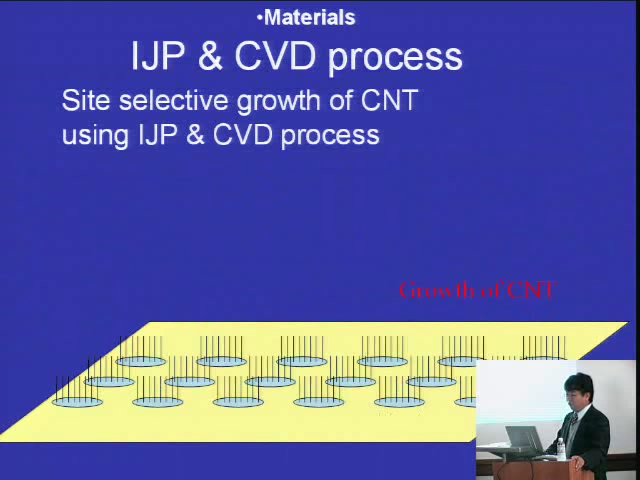 •Materials
IJP & CVD process
Site selective growth of CNT
using IJP & CVD process
Growth of CNT